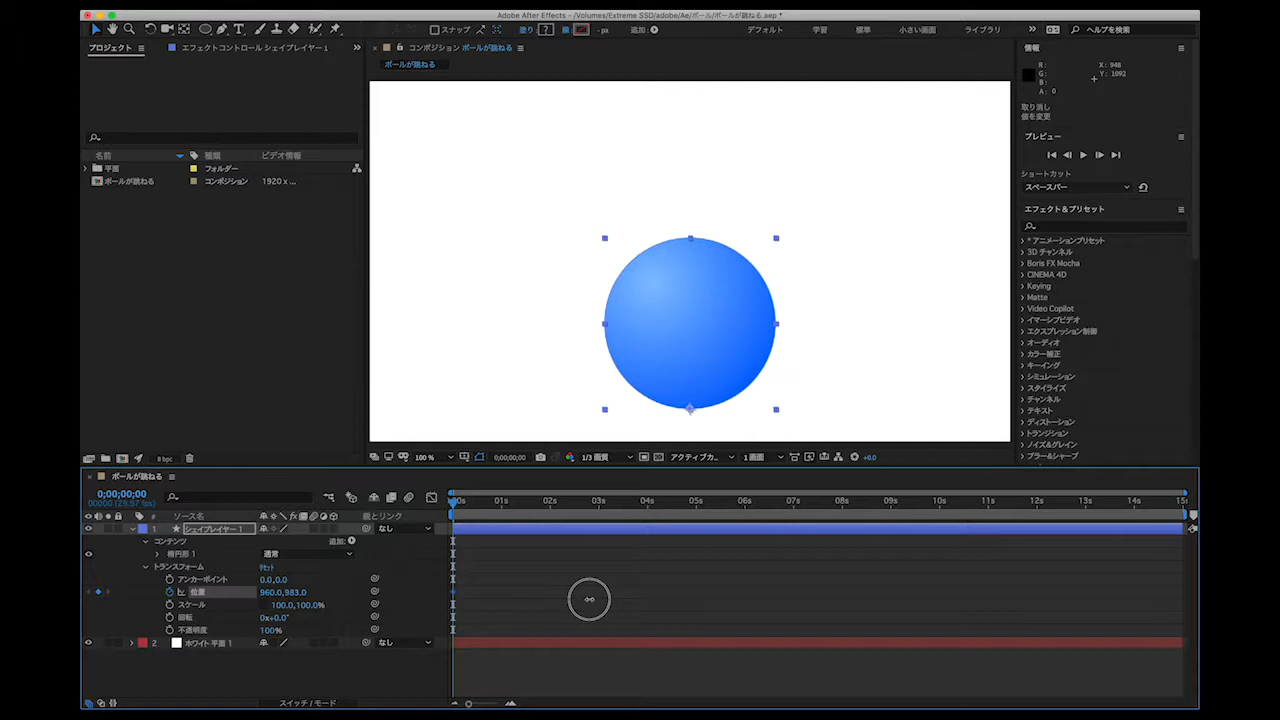 Adobe After Effects - /Volumes/Extreme SSD/adobe/Ae/ボール/ボールが跳ねる.aep *
スナップ
塗り : ?
線 :
- px
追加 :
デフォルト
学習
標準
小さい画面
ライブラリ
ヘルプを検索
プロジェクト
エフェクトコントロール シェイプレイヤー 1
コンポジション ボールが跳ねる
ボールが跳ねる
情報
R :
G :
B :
A : 0
X : 948
Y : 1092
取り消し
値を変更
プレビュー
ショートカット
スペースバー
エフェクト&プリセット
* アニメーションプリセット
3D チャンネル
Boris FX Mocha
CINEMA 4D
Keying
Matte
Video Copilot
イマーシブビデオ
エクスプレッション制御
オーディオ
カラー補正
キーイング
シミュレーション
スタイライズ
チャンネル
テキスト
ディストーション
トランジション
ノイズ&グレイン
ブラー&シャープ
名前
種類
ビデオ情報
平面
フォルダー
ボールが跳ねる
コンポジション
1920 x ...
8 bpc
100 %
0;00;00;00
1/3 画質
アクティブカ...
1 画面
+0.0
ボールが跳ねる
0;00;00;00
00000 (29.97 fps)
00s 01s 02s 03s 04s 05s 06s 07s 08s 09s 10s 11s 12s 13s 14s 15s
# ソース名
親とリンク
1 シェイプレイヤー 1
なし
コンテンツ
追加 :
楕円形 1
通常
トランスフォーム
リセット
アンカーポイント
0.0,0.0
位置
960.0,983.0
スケール
100.0,100.0%
回転
0x+0.0°
不透明度
100%
2 ホワイト 平面 1
なし
スイッチ / モード